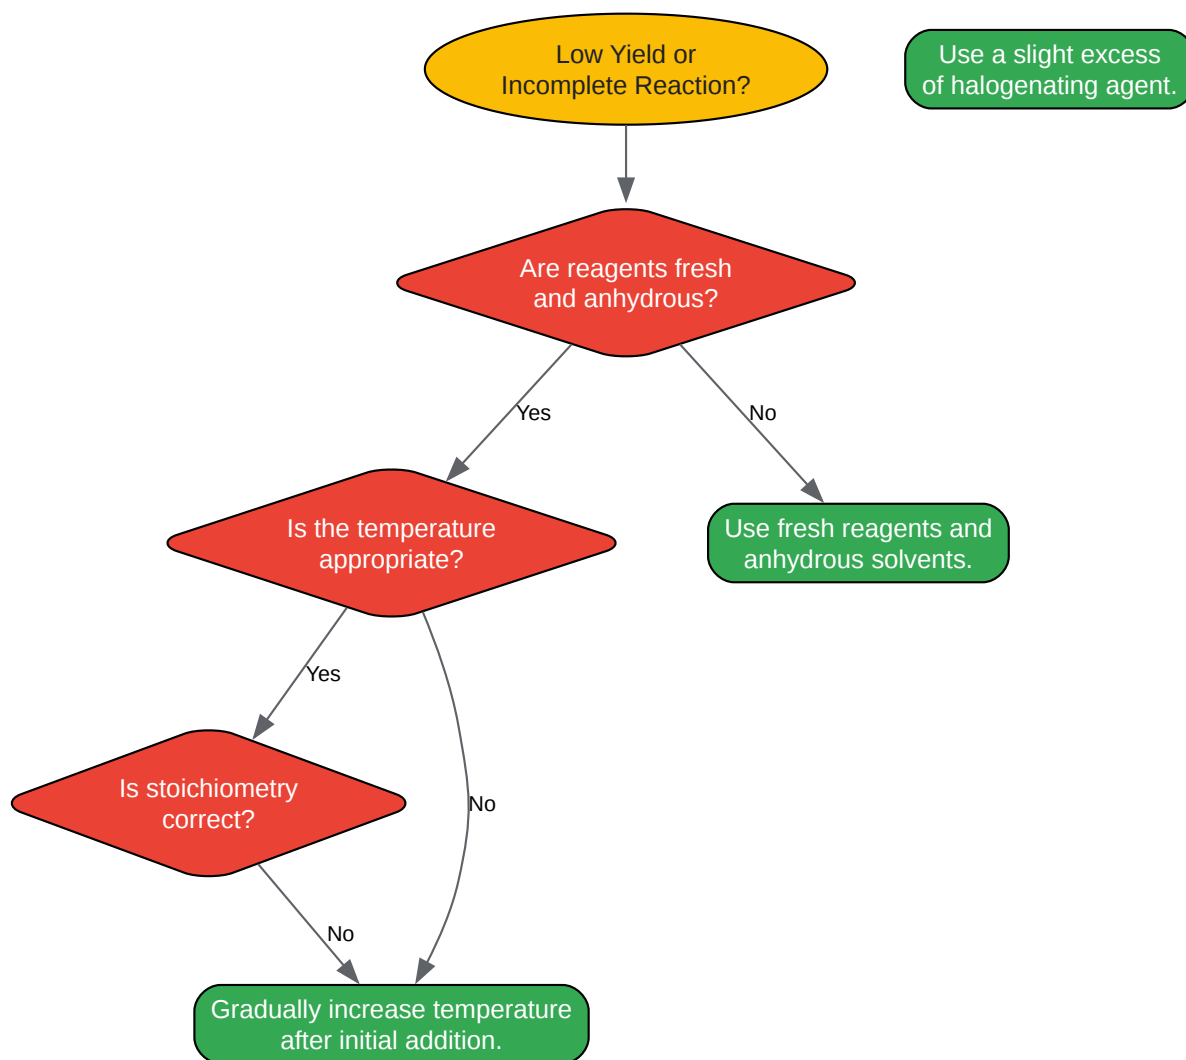 Low Yield or
Incomplete Reaction?
Use a slight excess
of halogenating agent.
Are reagents fresh
and anhydrous?
Yes
No
Is the temperature
appropriate?
Use fresh reagents and
anhydrous solvents.
Yes
No
Is stoichiometry
correct?
No
Gradually increase temperature
after initial addition.